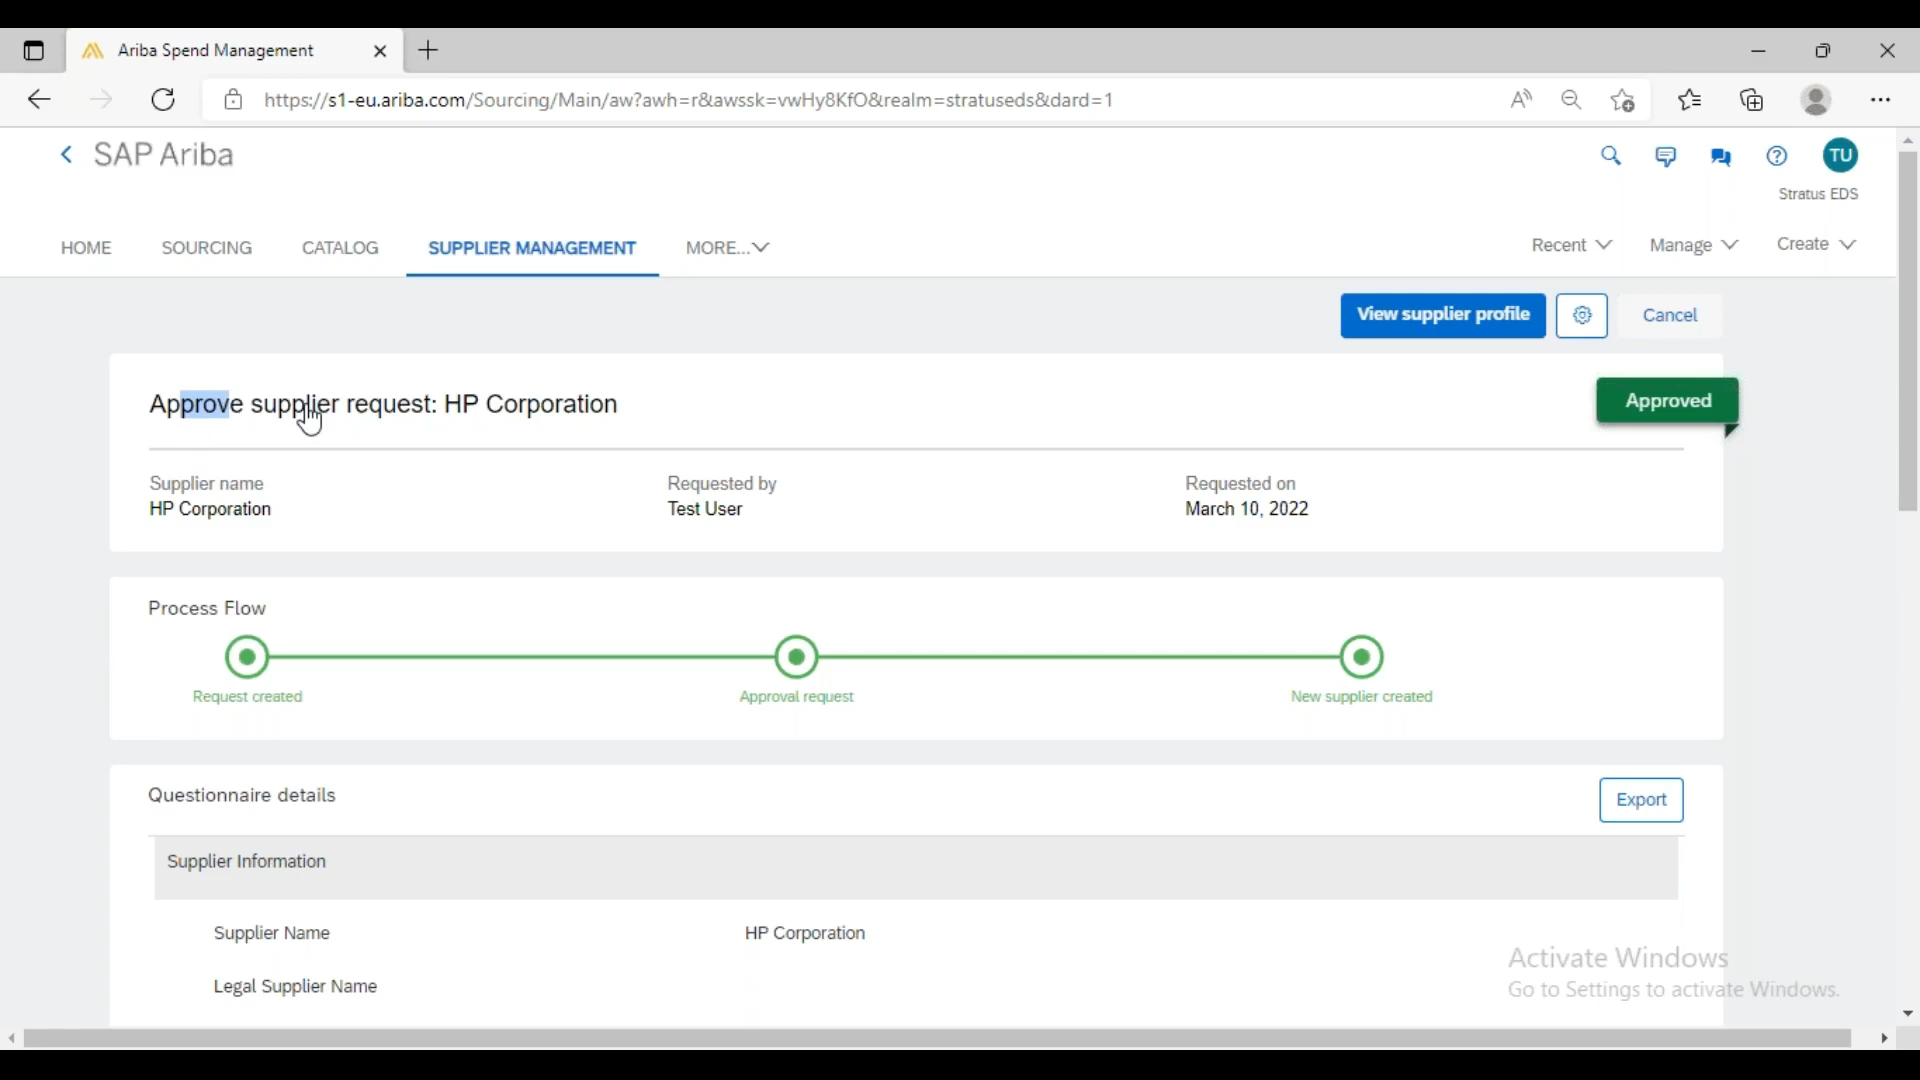 Ariba Spend Management
https://s1-eu.ariba.com/Sourcing/Main/aw?awh=r&awssk=vwHy8KfO&realm=stratuseds&dard=1
SAP Ariba
TU
Stratus EDS
HOME SOURCING CATALOG SUPPLIER MANAGEMENT MORE... Recent Manage Create
View supplier profile Cancel
Approve supplier request: HP Corporation Approved
Supplier name Requested by Requested on
HP Corporation Test User March 10, 2022
Process Flow
Request created Approval request New supplier created
Questionnaire details Export
Supplier Information
Supplier Name HP Corporation
Legal Supplier Name
Activate Windows
Go to Settings to activate Windows.